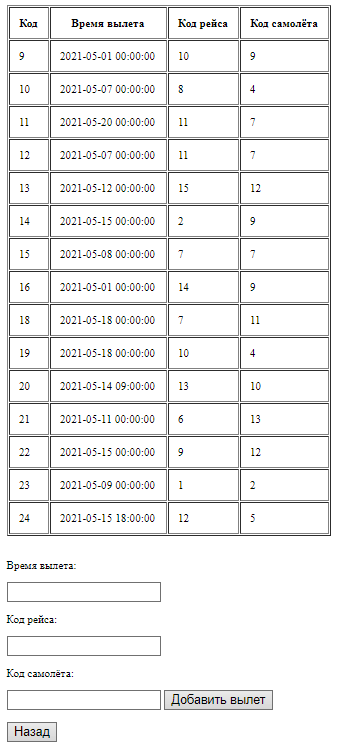 Код Время вылета Код рейса Код самолёта
9 2021-05-01 00:00:00 10 9
10 2021-05-07 00:00:00 8 4
11 2021-05-20 00:00:00 11 7
12 2021-05-07 00:00:00 11 7
13 2021-05-12 00:00:00 15 12
14 2021-05-15 00:00:00 2 9
15 2021-05-08 00:00:00 7 7
16 2021-05-01 00:00:00 14 9
18 2021-05-18 00:00:00 7 11
19 2021-05-18 00:00:00 10 4
20 2021-05-14 09:00:00 13 10
21 2021-05-11 00:00:00 6 13
22 2021-05-15 00:00:00 9 12
23 2021-05-09 00:00:00 1 2
24 2021-05-15 18:00:00 12 5
Время вылета:
Код рейса:
Код самолёта:
Добавить вылет
Назад